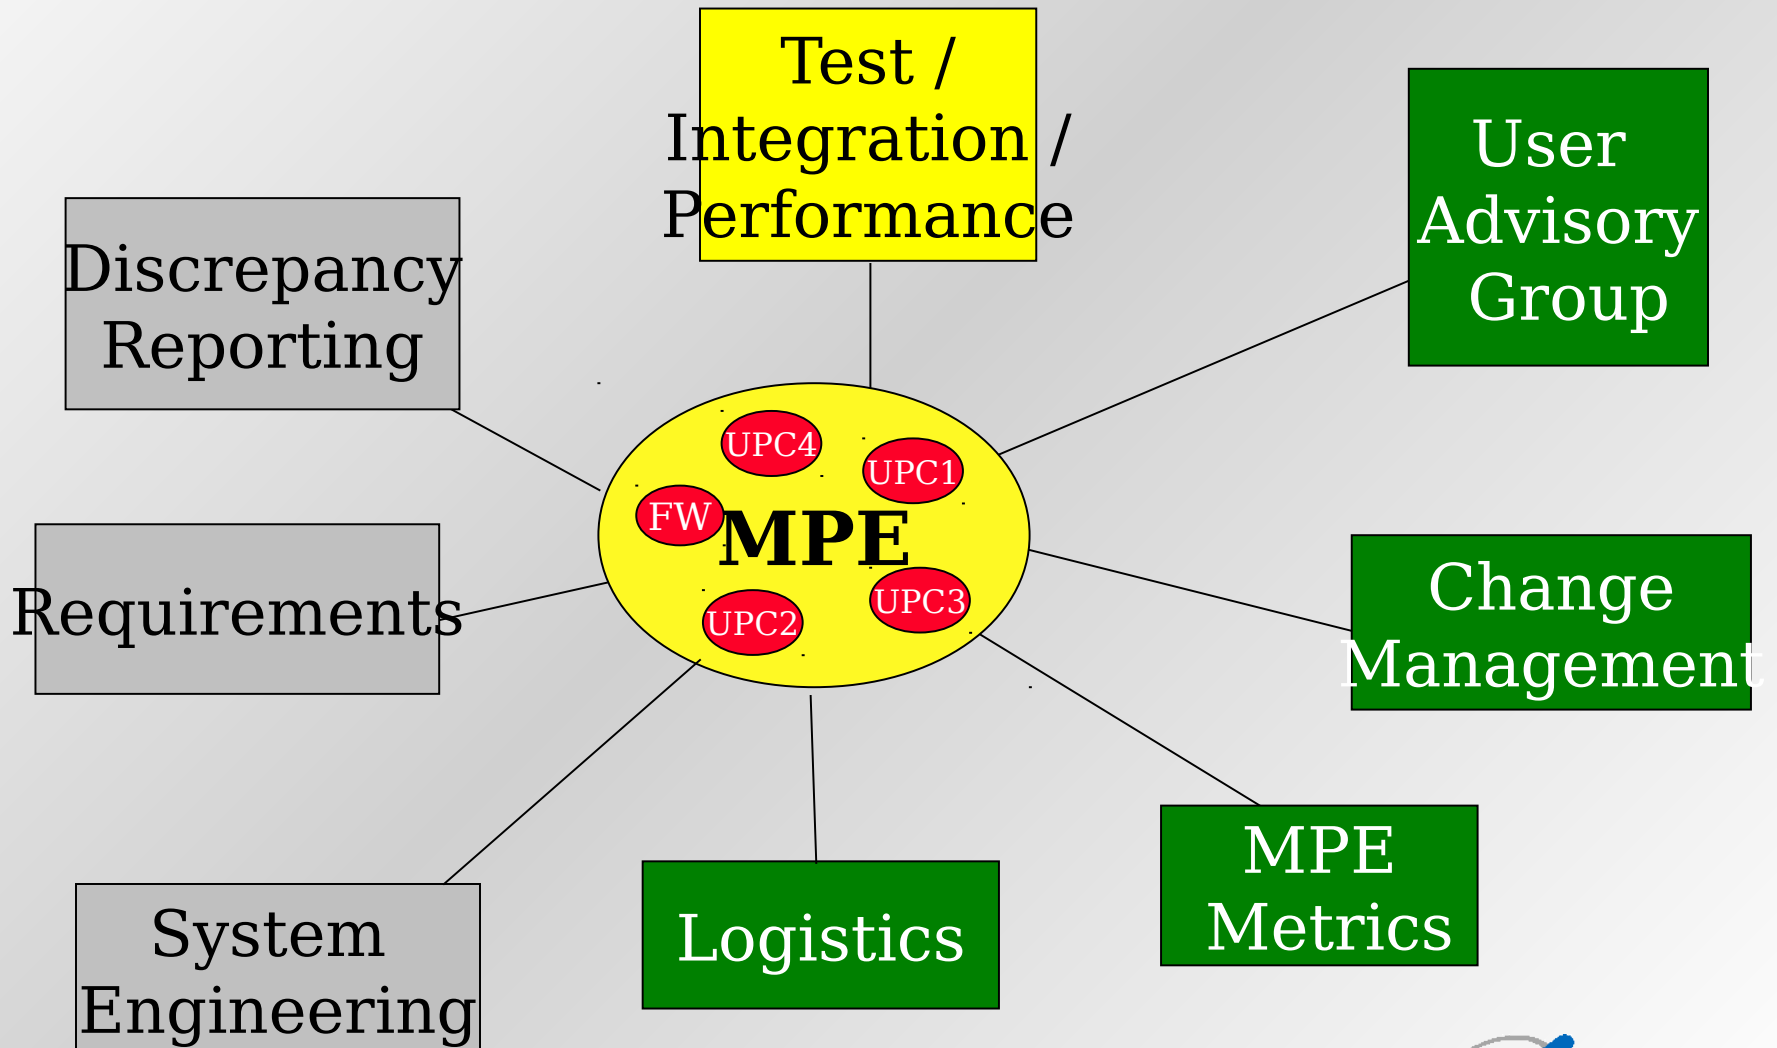 Test /
Integration /
Performance
User
Advisory
Group
Discrepancy
Reporting
UPC4
UPC1
FW
MPE
UPC3
UPC2
Requirements
Change
Management
MPE
Metrics
Logistics
System
Engineering